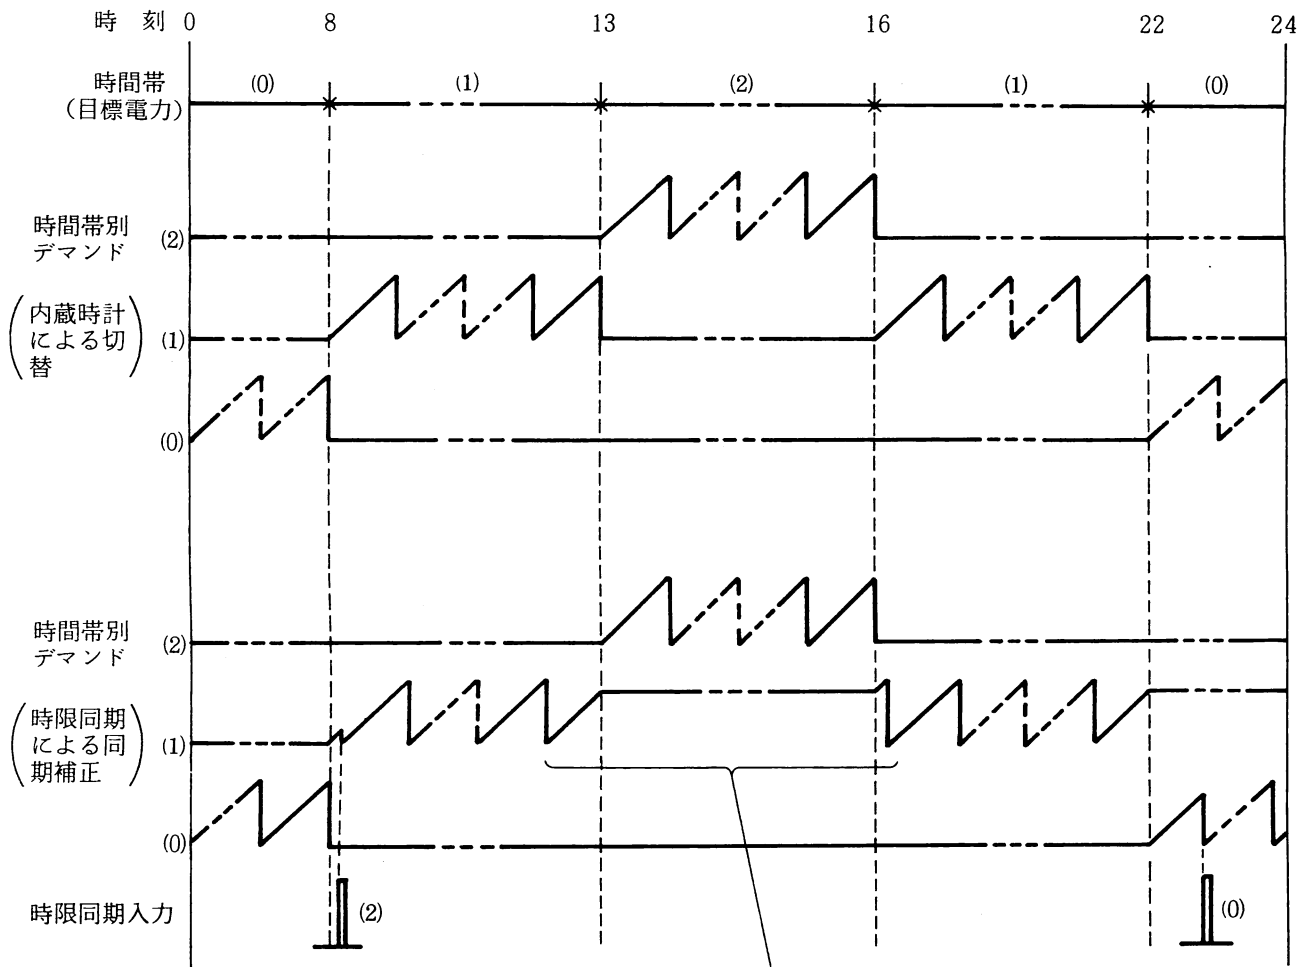 時 刻 0 8 13 16 22 24
時間帯 (0) (1) (2) (1) (0)
(目標電力)
時間帯別
デマンド (2)
(内蔵時計
による切
替) (1)
(0)
時間帯別
デマンド (2)
(時限同期
による同
期補正) (1)
(0)
時限同期入力 (2) (0)